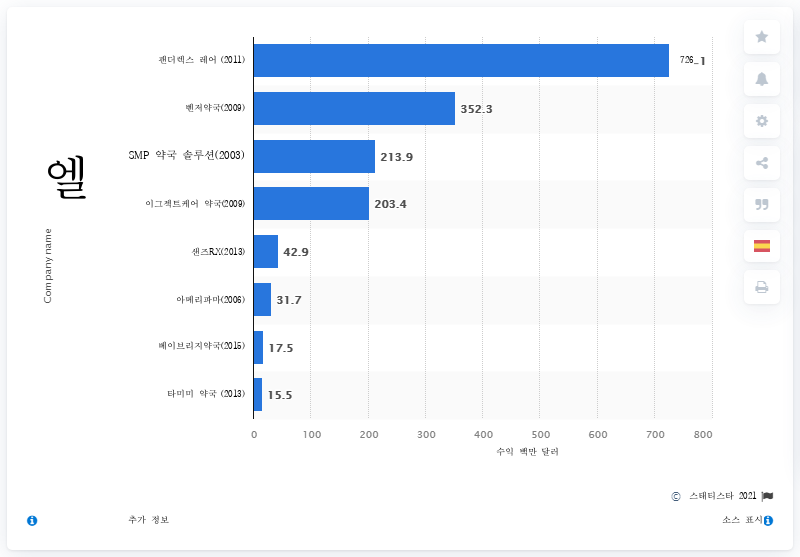 팬더렉스 레어 (2011)
726_1
벤저약국(2009)
352.3
SMP 약국 솔루션(2003)
213.9
엘
이그젝트케어 약국(2009)
203.4
Company name
샌즈RX(2013)
42.9
아메리파마(2006)
31.7
베이브리지약국(2015)
17.5
타미미 약국 (2013)
15.5
0 100 200 300 400 500 600 700 800
수익 백만 달러
© 스태티스타 2021
추가 정보
소스 표시